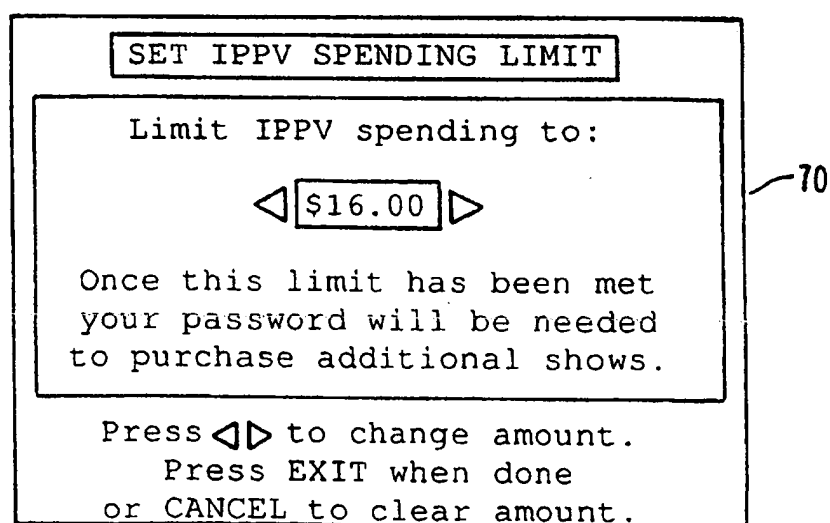 SET IPPV SPENDING LIMIT
Limit IPPV spending to:
$16.00
70
Once this limit has been met
your password will be needed
to purchase additional shows.
Press ◁▷ to change amount.
Press EXIT when done
or CANCEL to clear amount.